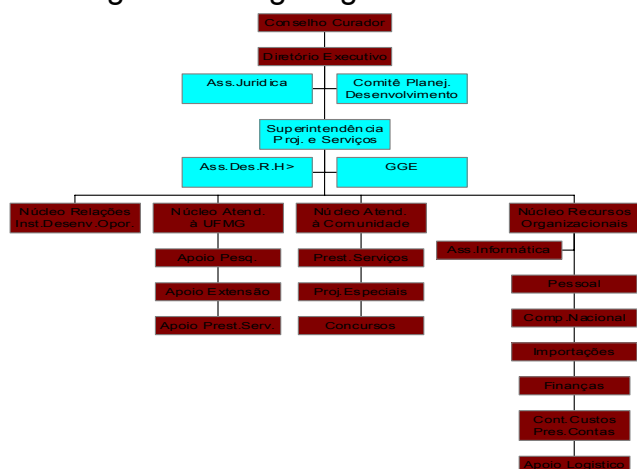 Conselho Curador
Diretório Executivo
Ass.Jurídica
Comitê Planej.
Desenvolvimento
Superintendência
Proj. e Serviços
Ass.Des.R.H>
GGE
Núcleo Relações
Inst.Desenv.Opor.
Núcleo Atend.
à UFMG
Núcleo Atend.
à Comunidade
Núcleo Recursos
Organizacionais
Ass.Informática
Apoio Pesq.
Prest.Serviços
Pessoal
Apoio Extensão
Proj.Especiais
Comp.Nacional
Apoio Prest.Serv.
Concursos
Importações
Finanças
Cont.Custos
Pres.Contas
Apoio Logístico